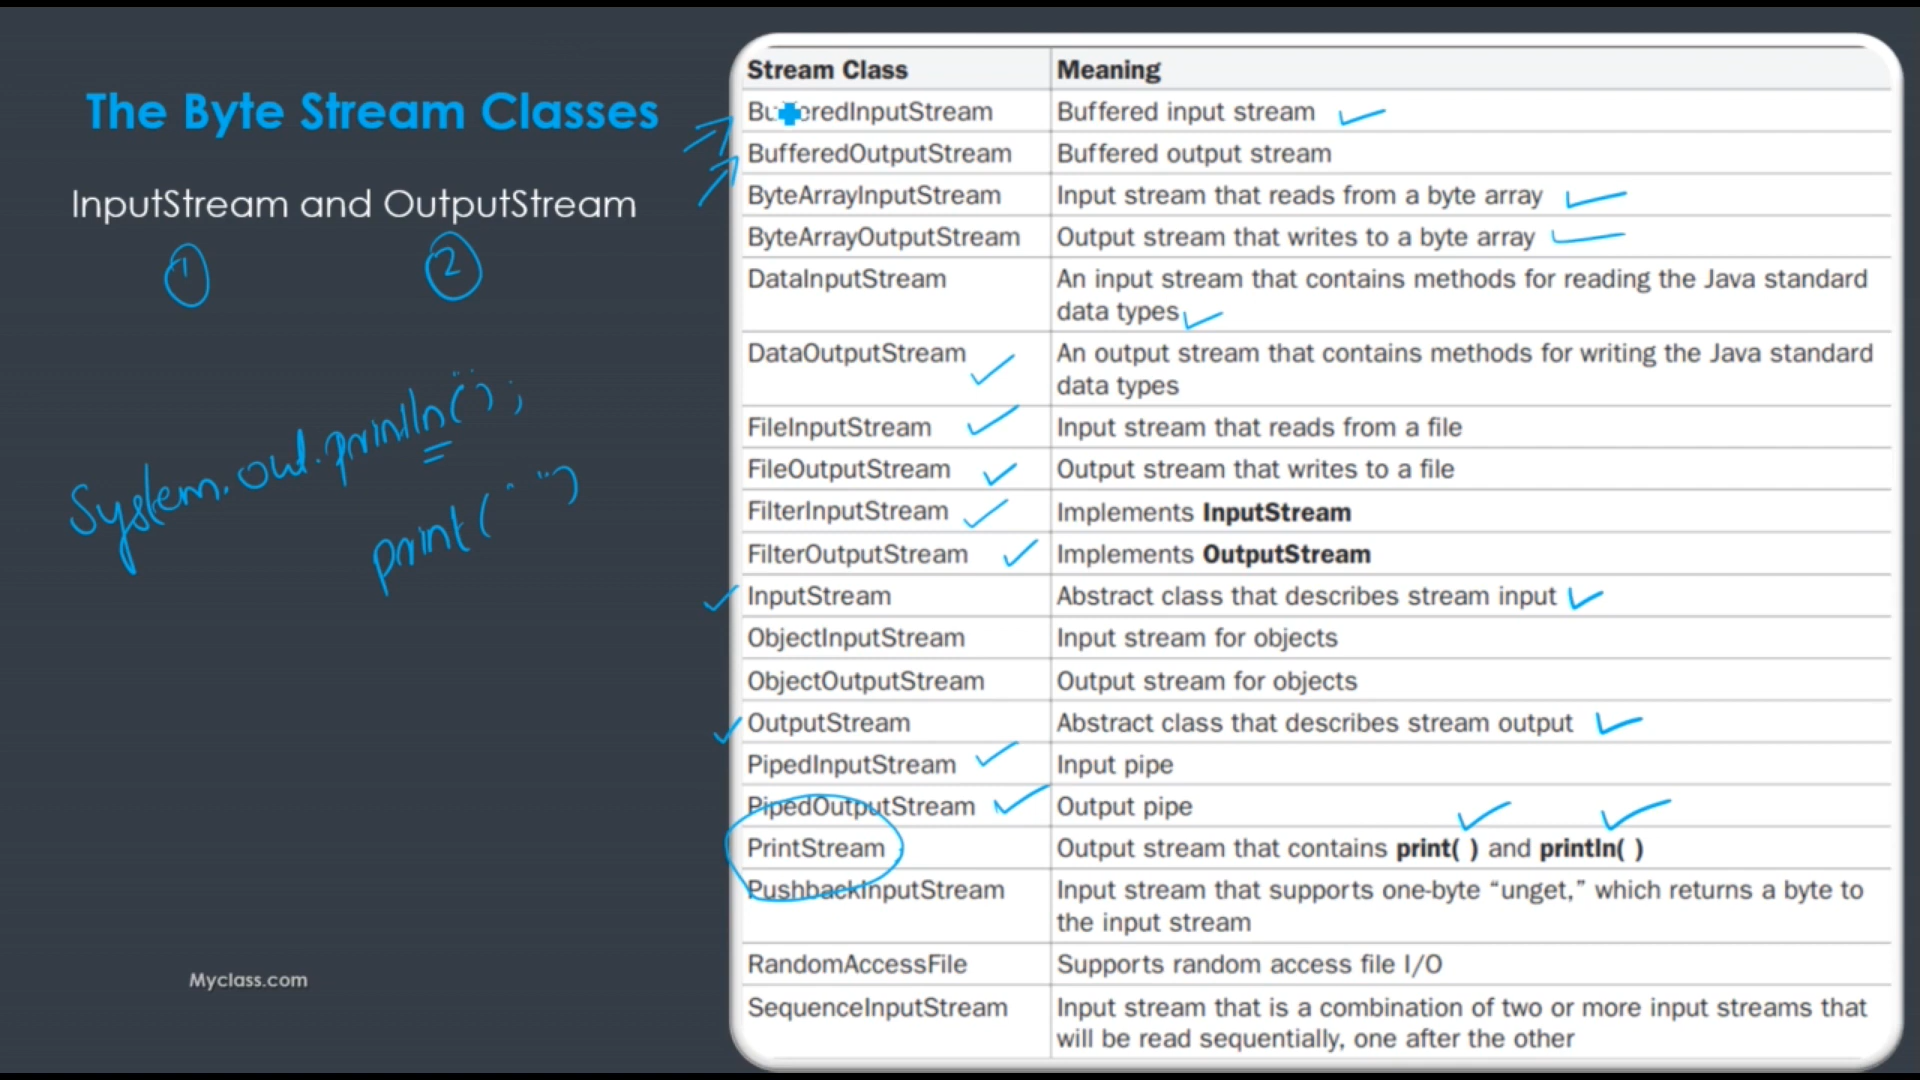 The Byte Stream Classes
InputStream and OutputStream
1 2
System.out.println(" ");
print(" ")
Myclass.com
Stream Class Meaning
BufferedInputStream Buffered input stream
BufferedOutputStream Buffered output stream
ByteArrayInputStream Input stream that reads from a byte array
ByteArrayOutputStream Output stream that writes to a byte array
DataInputStream An input stream that contains methods for reading the Java standard
data types
DataOutputStream An output stream that contains methods for writing the Java standard
data types
FileInputStream Input stream that reads from a file
FileOutputStream Output stream that writes to a file
FilterInputStream Implements InputStream
FilterOutputStream Implements OutputStream
InputStream Abstract class that describes stream input
ObjectInputStream Input stream for objects
ObjectOutputStream Output stream for objects
OutputStream Abstract class that describes stream output
PipedInputStream Input pipe
PipedOutputStream Output pipe
PrintStream Output stream that contains print( ) and println( )
PushbackInputStream Input stream that supports one-byte “unget,” which returns a byte to
the input stream
RandomAccessFile Supports random access file I/O
SequenceInputStream Input stream that is a combination of two or more input streams that
will be read sequentially, one after the other